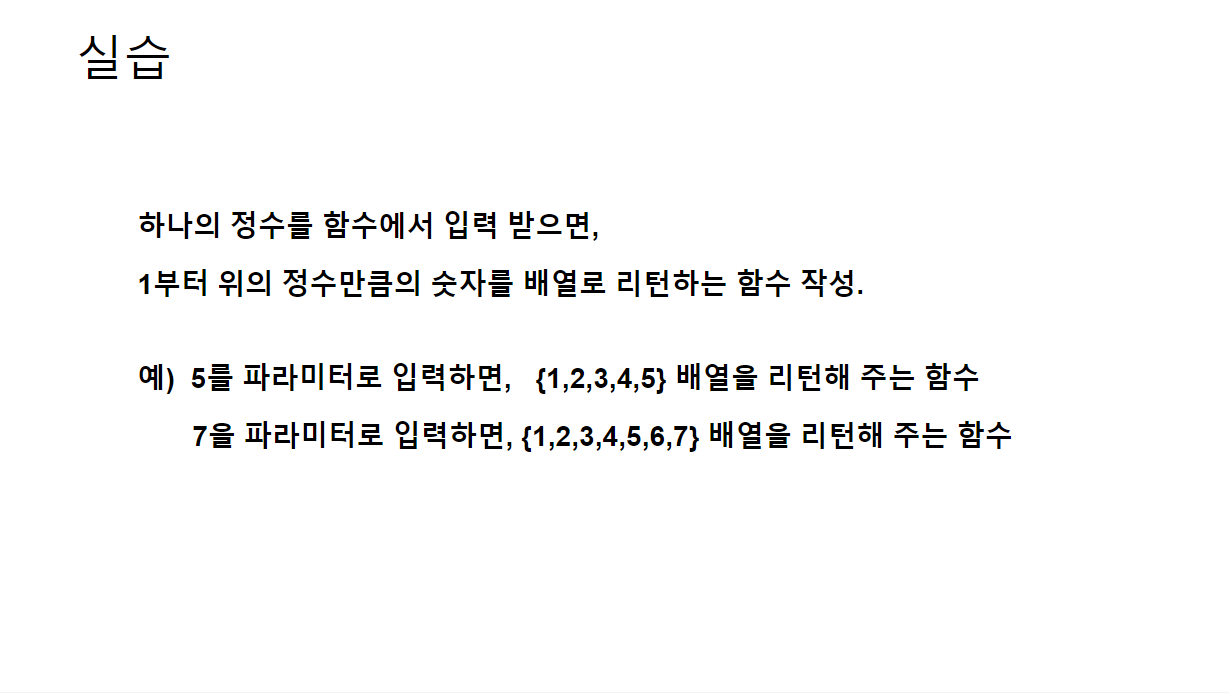 실습
하나의 정수를 함수에서 입력 받으면,
1부터 위의 정수만큼의 숫자를 배열로 리턴하는 함수 작성.
예) 5를 파라미터로 입력하면, {1,2,3,4,5} 배열을 리턴해 주는 함수
7을 파라미터로 입력하면, {1,2,3,4,5,6,7} 배열을 리턴해 주는 함수